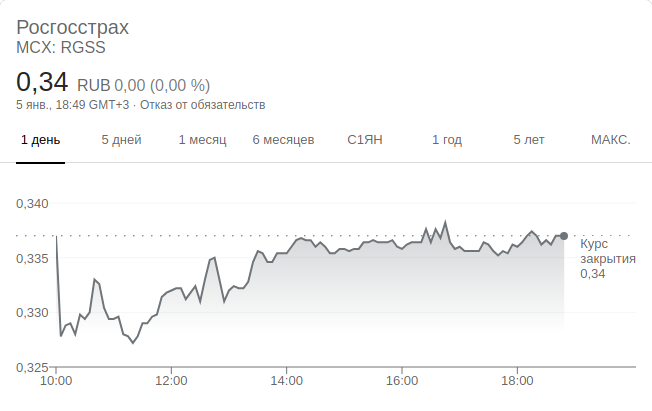 Росгосстрах
MCX: RGSS
0,34 RUB 0,00 (0,00 %)
5 янв., 18:49 GMT+3 · Отказ от обязательств
1 день 5 дней 1 месяц 6 месяцев С1ЯН 1 год 5 лет МАКС.
0,340
Курс
закрытия
0,34
0,335
0,330
0,325
10:00 12:00 14:00 16:00 18:00